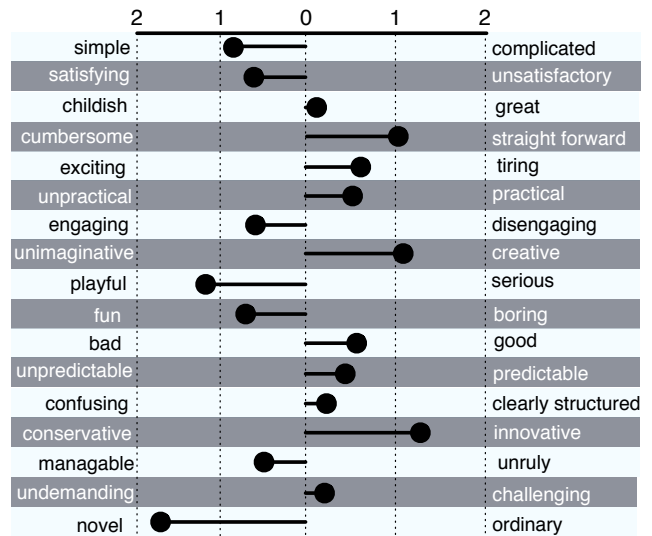 2 1 0 1 2
simple complicated
satisfying unsatisfactory
childish great
cumbersome straight forward
exciting tiring
unpractical practical
engaging disengaging
unimaginative creative
playful serious
fun boring
bad good
unpredictable predictable
confusing clearly structured
conservative innovative
managable unruly
undemanding challenging
novel ordinary